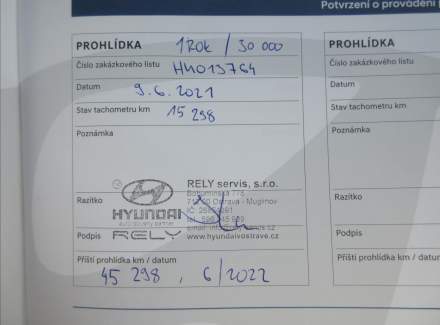 Potvrzení o provádění
PROHLÍDKA 1 ROK / 30 000
Číslo zakázkového listu HU013764
Datum 9.6.2021
Stav tachometru km 15 298
Poznámka
RELY servis, s.r.o.
Ostrava - Muglinov
Razítko HYUNDAI
Podpis RELY www.hyundaivostrave.cz
Příští prohlídka km / datum
45 298, 6/2022
PROHLÍDKA
Číslo zakázkového listu
Datum
Stav tachometru km
Poznámka
Razítko
Podpis
Příští prohlídka km / datum